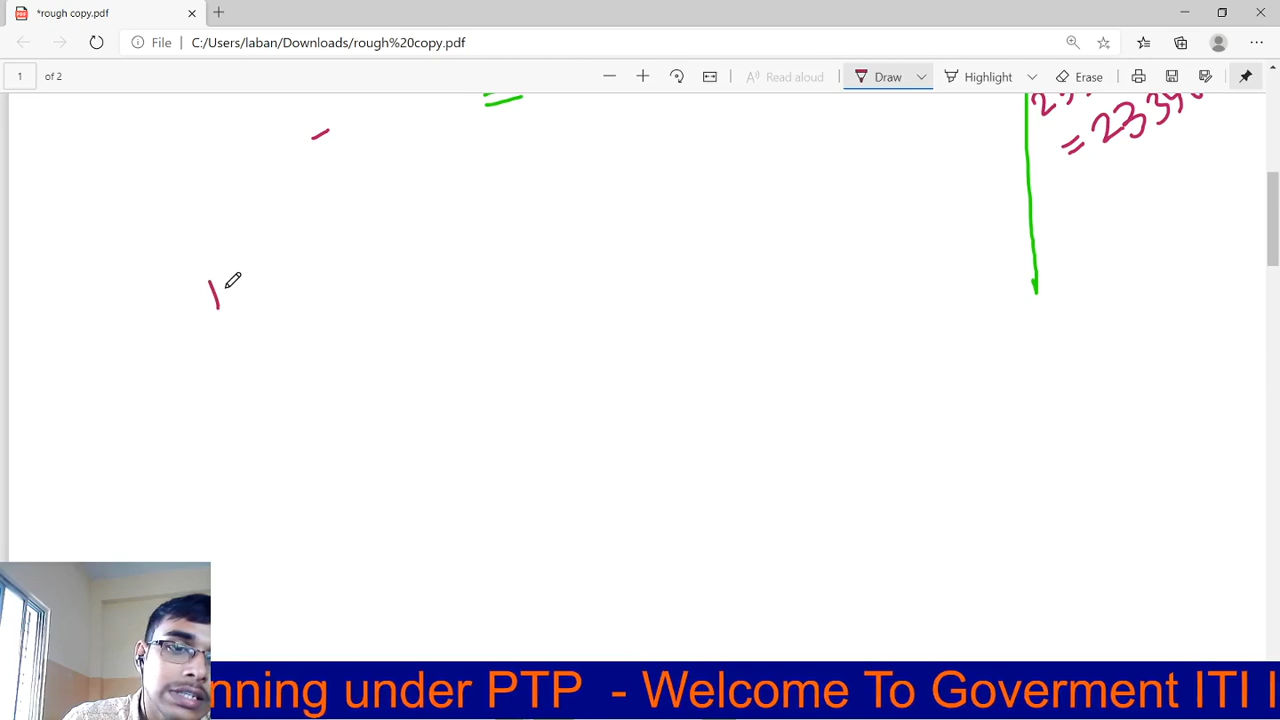 *rough copy.pdf
File C:/Users/laban/Downloads/rough%20copy.pdf
1 of 2 Read aloud Draw Highlight Erase
= 2339
nning under PTP - Welcome To Goverment ITI I